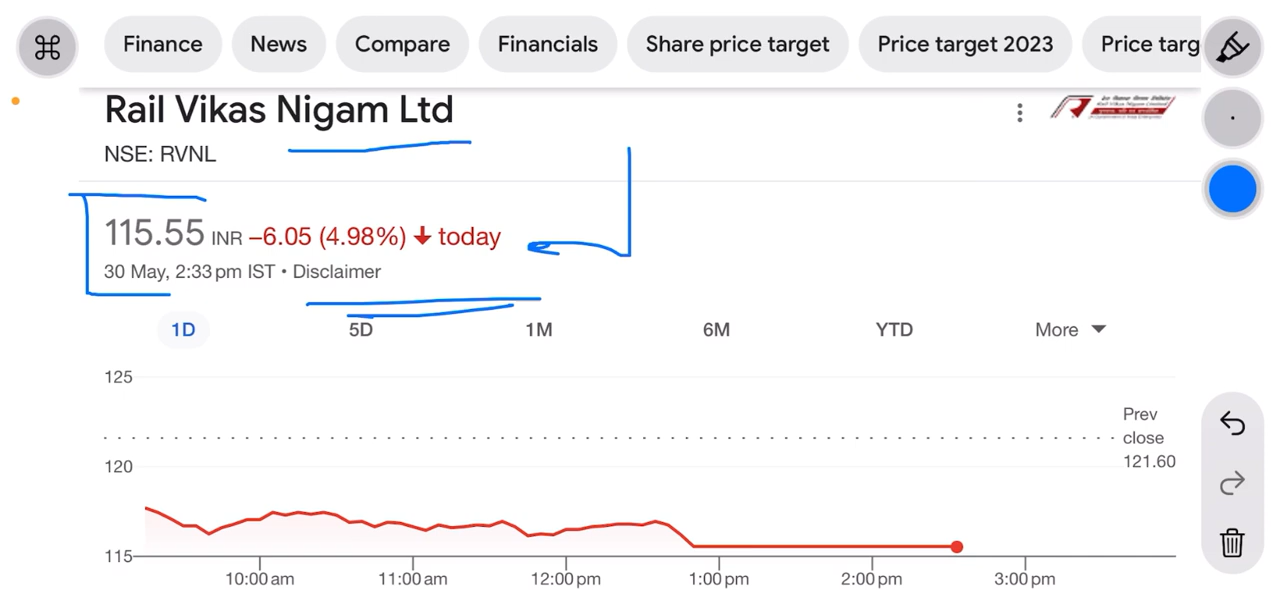 Finance News Compare Financials Share price target Price target 2023 Price targ
Rail Vikas Nigam Ltd
NSE: RVNL
115.55 INR −6.05 (4.98%) ↓ today
30 May, 2:33 pm IST • Disclaimer
1D 5D 1M 6M YTD More
125
Prev
close
121.60
120
115
10:00 am 11:00 am 12:00 pm 1:00 pm 2:00 pm 3:00 pm